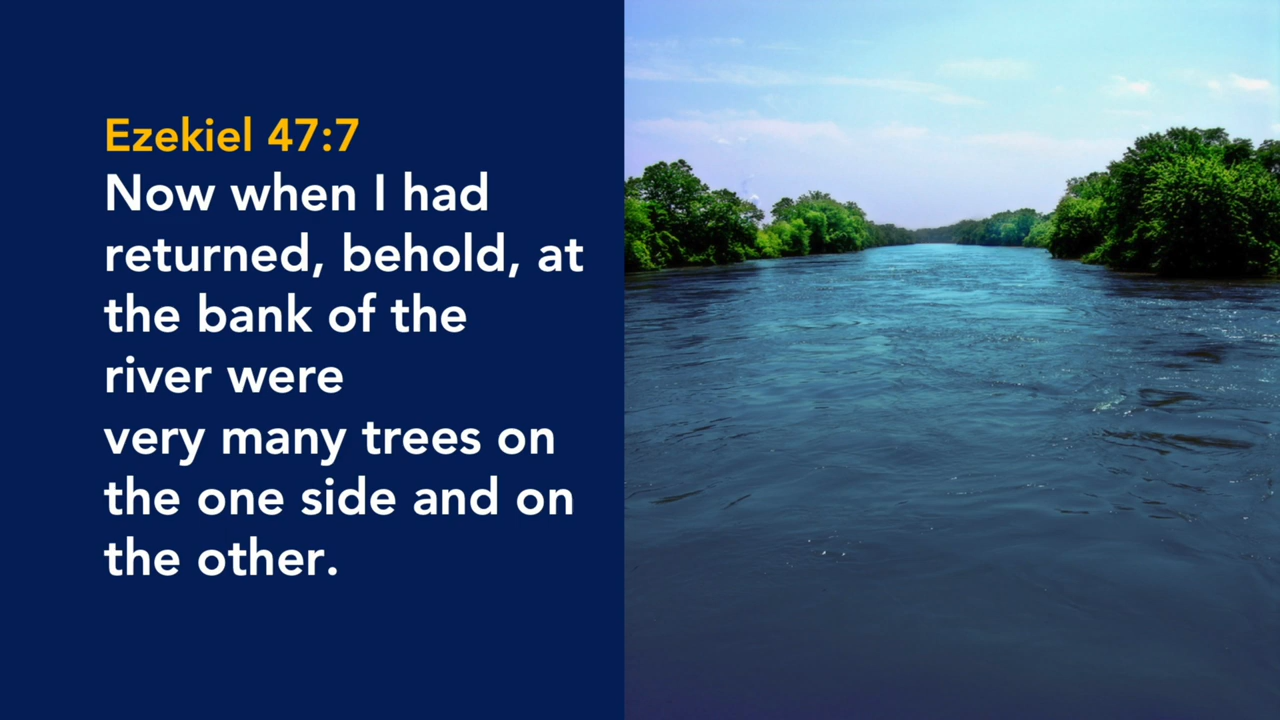 Ezekiel 47:7
Now when I had
returned, behold, at
the bank of the
river were
very many trees on
the one side and on
the other.